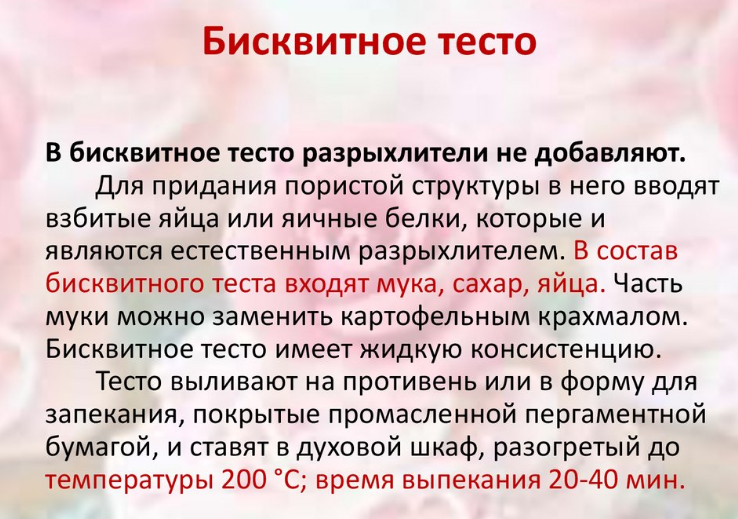 Бисквитное тесто
В бисквитное тесто разрыхлители не добавляют.
Для придания пористой структуры в него вводят
взбитые яйца или яичные белки, которые и
являются естественным разрыхлителем. В состав
бисквитного теста входят мука, сахар, яйца. Часть
муки можно заменить картофельным крахмалом.
Бисквитное тесто имеет жидкую консистенцию.
Тесто выливают на противень или в форму для
запекания, покрытые промасленной пергаментной
бумагой, и ставят в духовой шкаф, разогретый до
температуры 200 °С; время выпекания 20-40 мин.